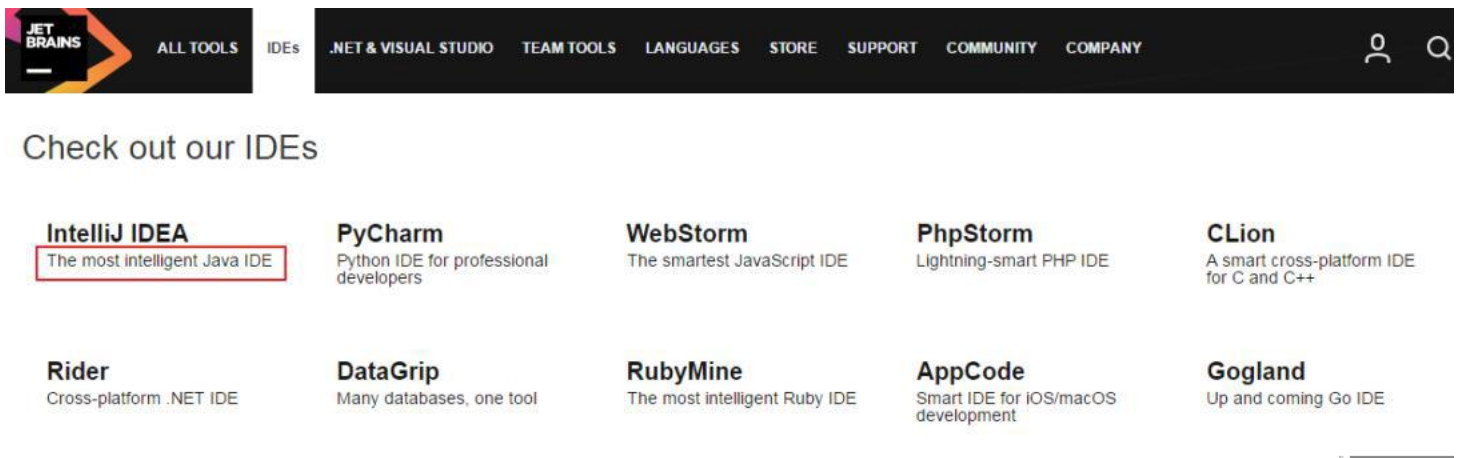 JET
BRAINS
ALL TOOLS IDEs .NET & VISUAL STUDIO TEAM TOOLS LANGUAGES STORE SUPPORT COMMUNITY COMPANY
Check out our IDEs
IntelliJ IDEA
The most intelligent Java IDE
PyCharm
Python IDE for professional
developers
WebStorm
The smartest JavaScript IDE
PhpStorm
Lightning-smart PHP IDE
CLion
A smart cross-platform IDE
for C and C++
Rider
Cross-platform .NET IDE
DataGrip
Many databases, one tool
RubyMine
The most intelligent Ruby IDE
AppCode
Smart IDE for iOS/macOS
development
Gogland
Up and coming Go IDE